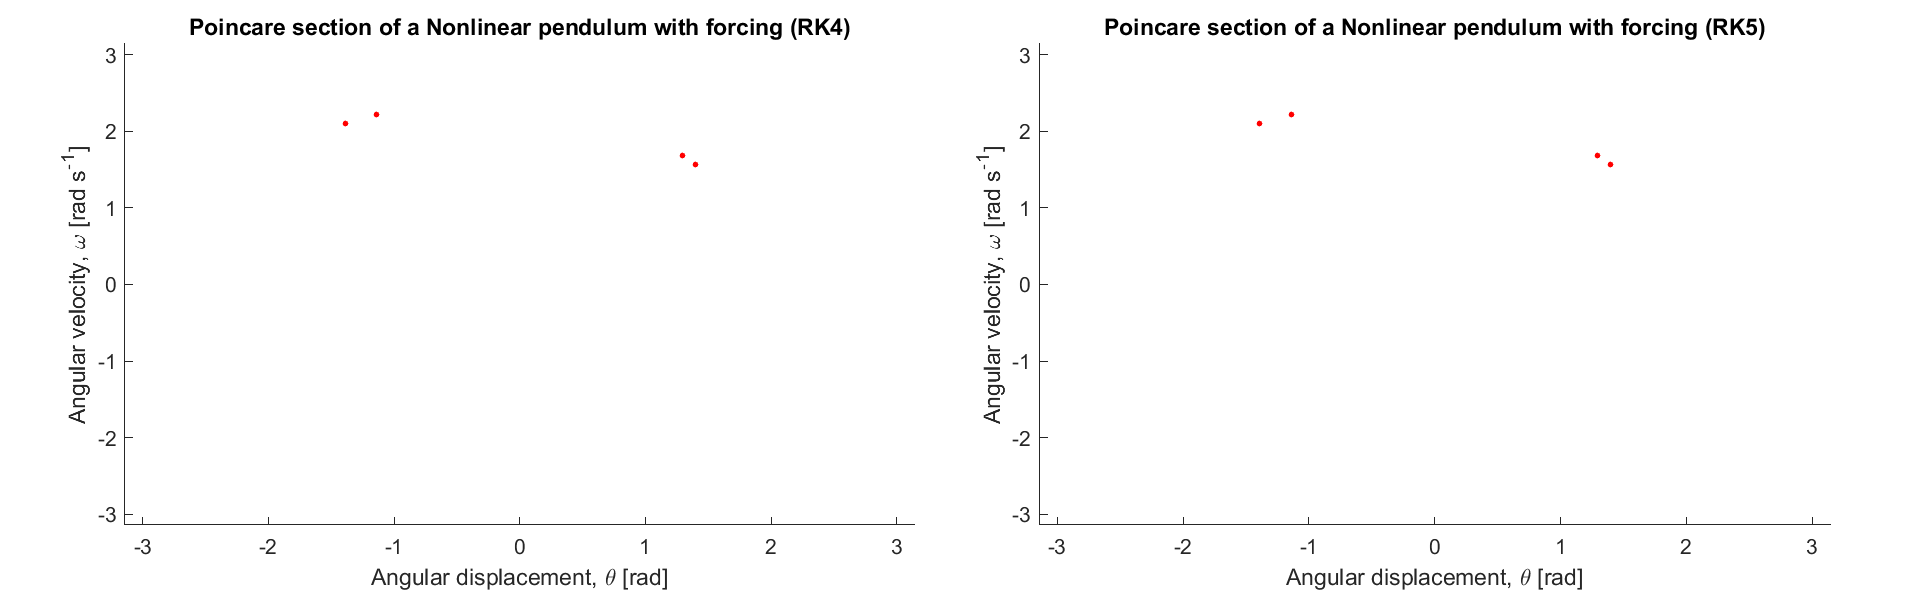 Poincare section of a Nonlinear pendulum with forcing (RK4)
3
2
1
0
-1
-2
-3
Angular velocity, ω [rad s-1]
-3 -2 -1 0 1 2 3
Angular displacement, θ [rad]
Poincare section of a Nonlinear pendulum with forcing (RK5)
3
2
1
0
-1
-2
-3
Angular velocity, ω [rad s-1]
-3 -2 -1 0 1 2 3
Angular displacement, θ [rad]